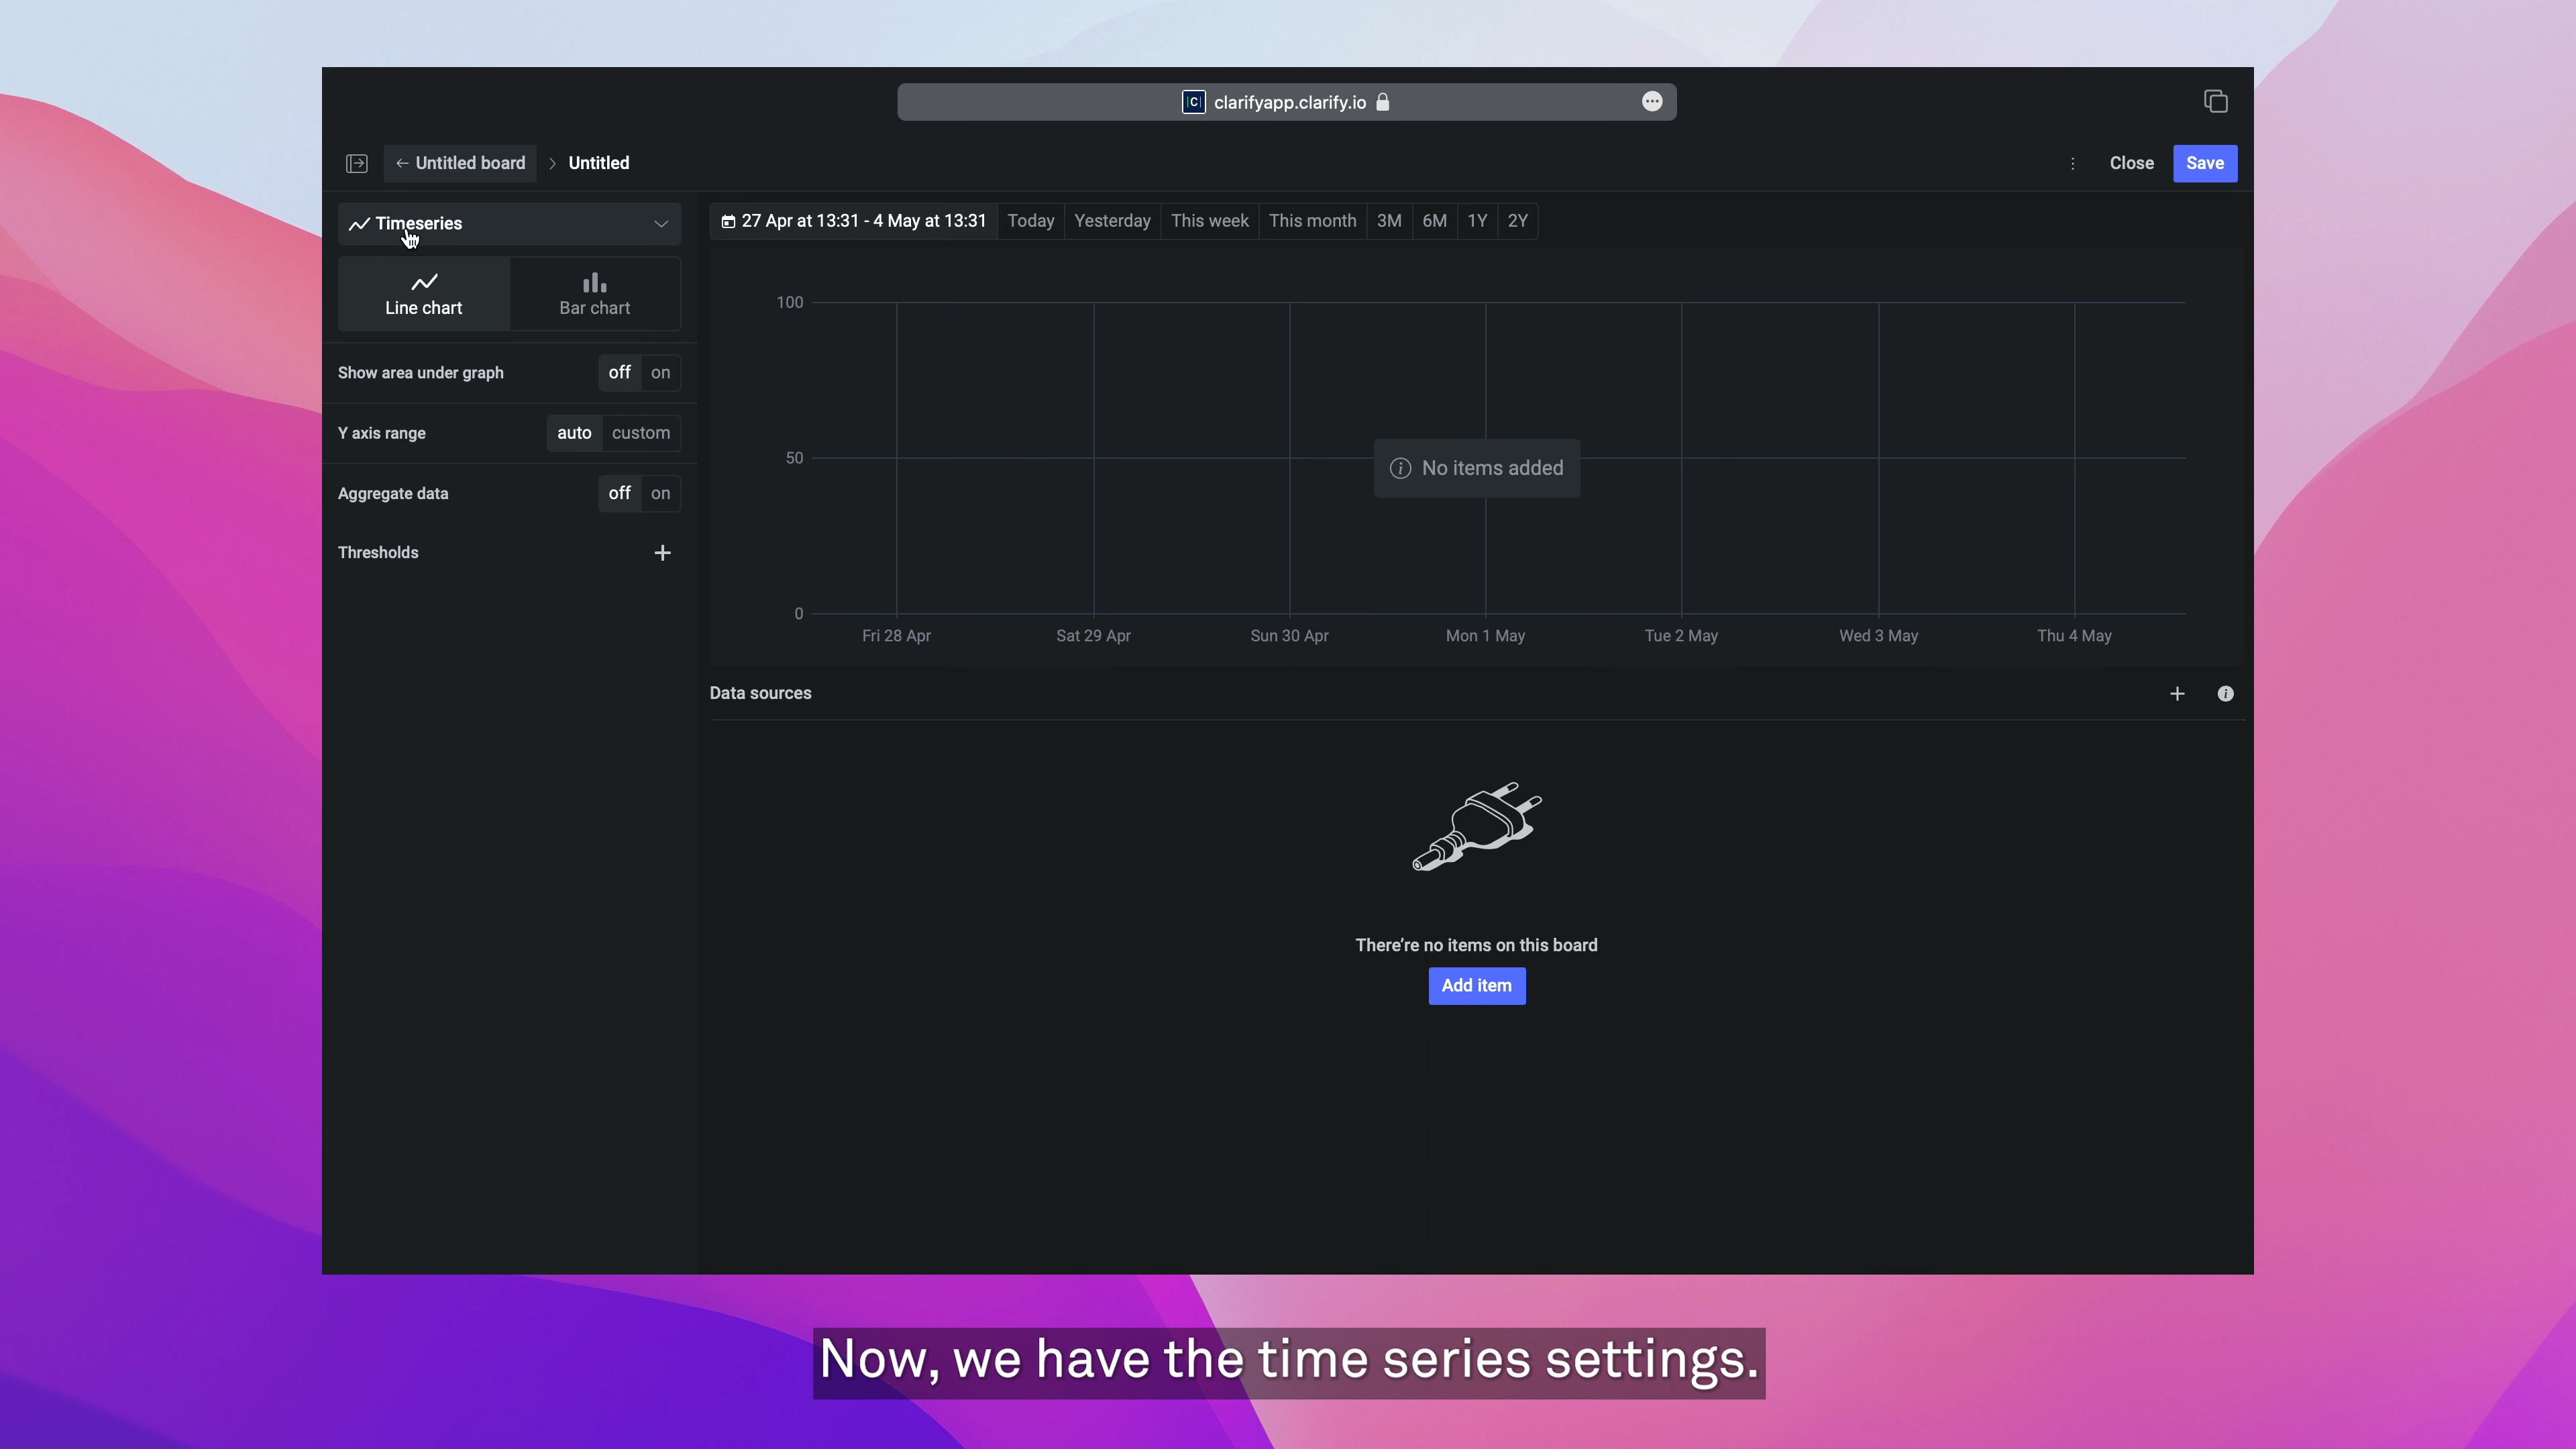 |C| clarifyapp.clarify.io
← Untitled board > Untitled
Close
Save
Timeseries
Line chart
Bar chart
Show area under graph
off on
Y axis range
auto custom
Aggregate data
off on
Thresholds
27 Apr at 13:31 - 4 May at 13:31
Today
Yesterday
This week
This month
3M
6M
1Y
2Y
100
50
0
No items added
Fri 28 Apr
Sat 29 Apr
Sun 30 Apr
Mon 1 May
Tue 2 May
Wed 3 May
Thu 4 May
Data sources
There’re no items on this board
Add item
Now, we have the time series settings.